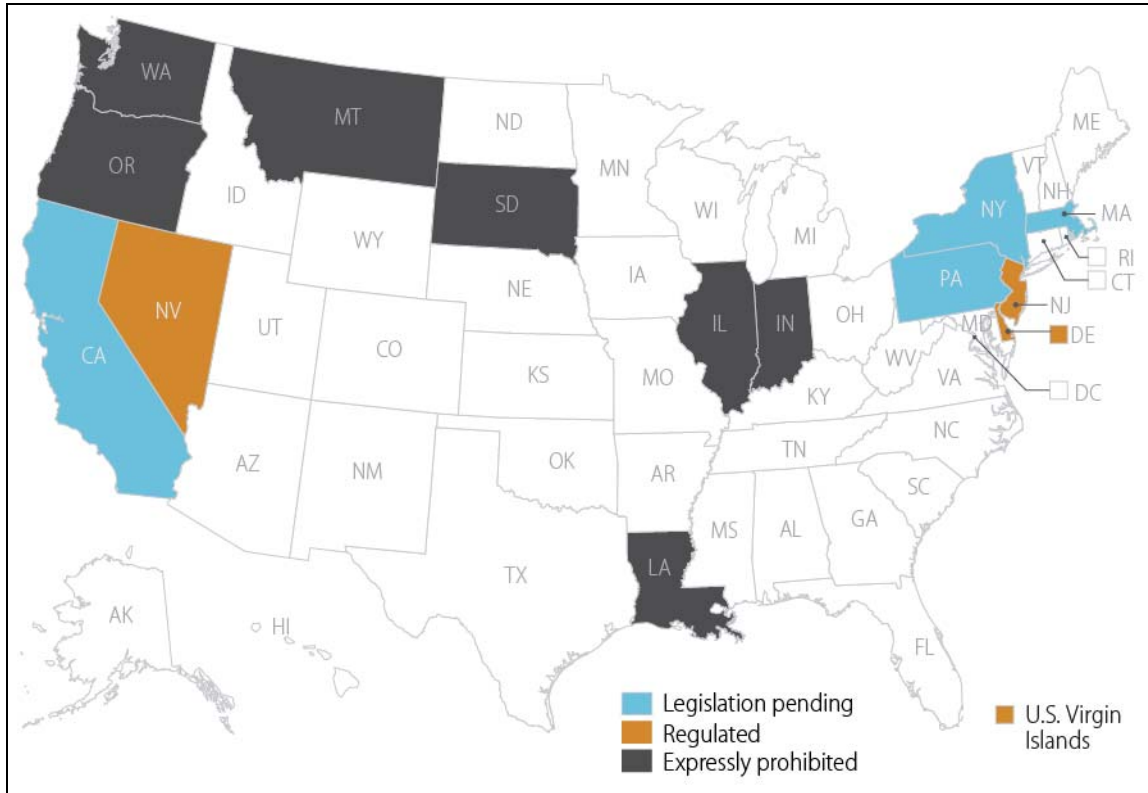 WA
MT
ND
MN
ME
OR
ID
SD
WI
VT
NH
NY
MA
WY
MI
RI
CT
IA
PA
NE
NJ
NV
OH
IL
IN
MD
DE
UT
CA
CO
WV
KS
MO
VA
KY
DC
NC
TN
AZ
OK
NM
AR
SC
MS
AL
GA
TX
LA
AK
HI
FL
Legislation pending
Regulated
Expressly prohibited
U.S. Virgin
Islands